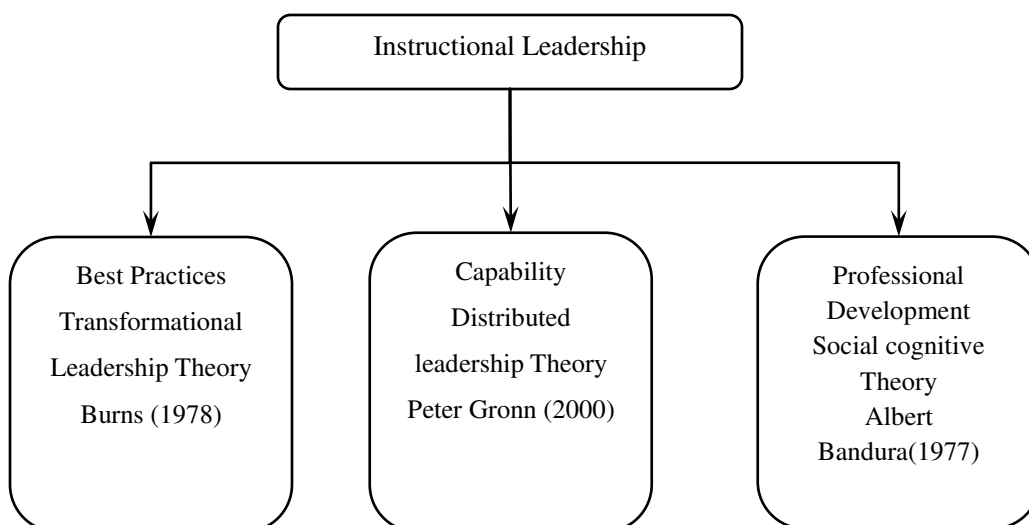 Instructional Leadership
Best Practices
Transformational
Leadership Theory
Burns (1978)
Capability
Distributed
leadership Theory
Peter Gronn (2000)
Professional
Development
Social cognitive
Theory
Albert
Bandura(1977)